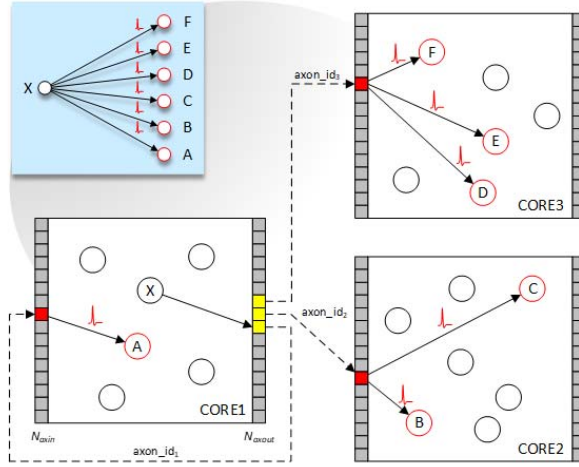 F
E
D
X
C
B
A
axon_id3
F
E
D
CORE3
X
A
CORE1
Naxin
Naxout
axon_id1
axon_id2
C
B
CORE2